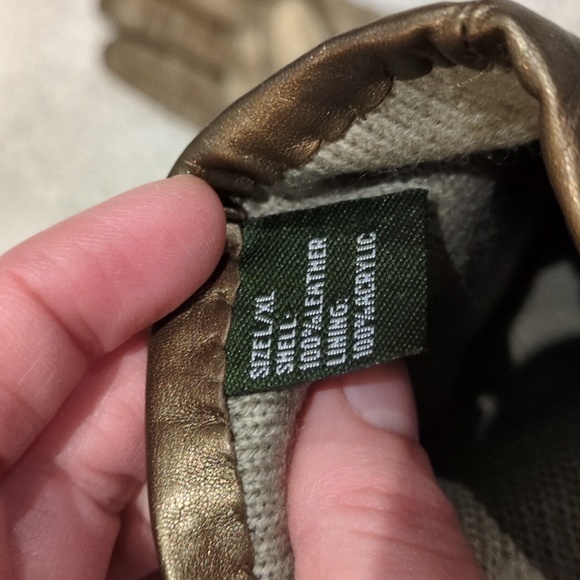 SIZE:/XL
SHELL:
100%LEATHER
LINING:
100%ACRYLIC